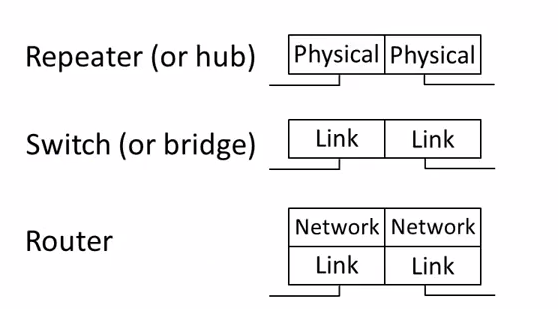 Repeater (or hub) Physical Physical
Switch (or bridge) Link Link
Router Network Network
Link Link